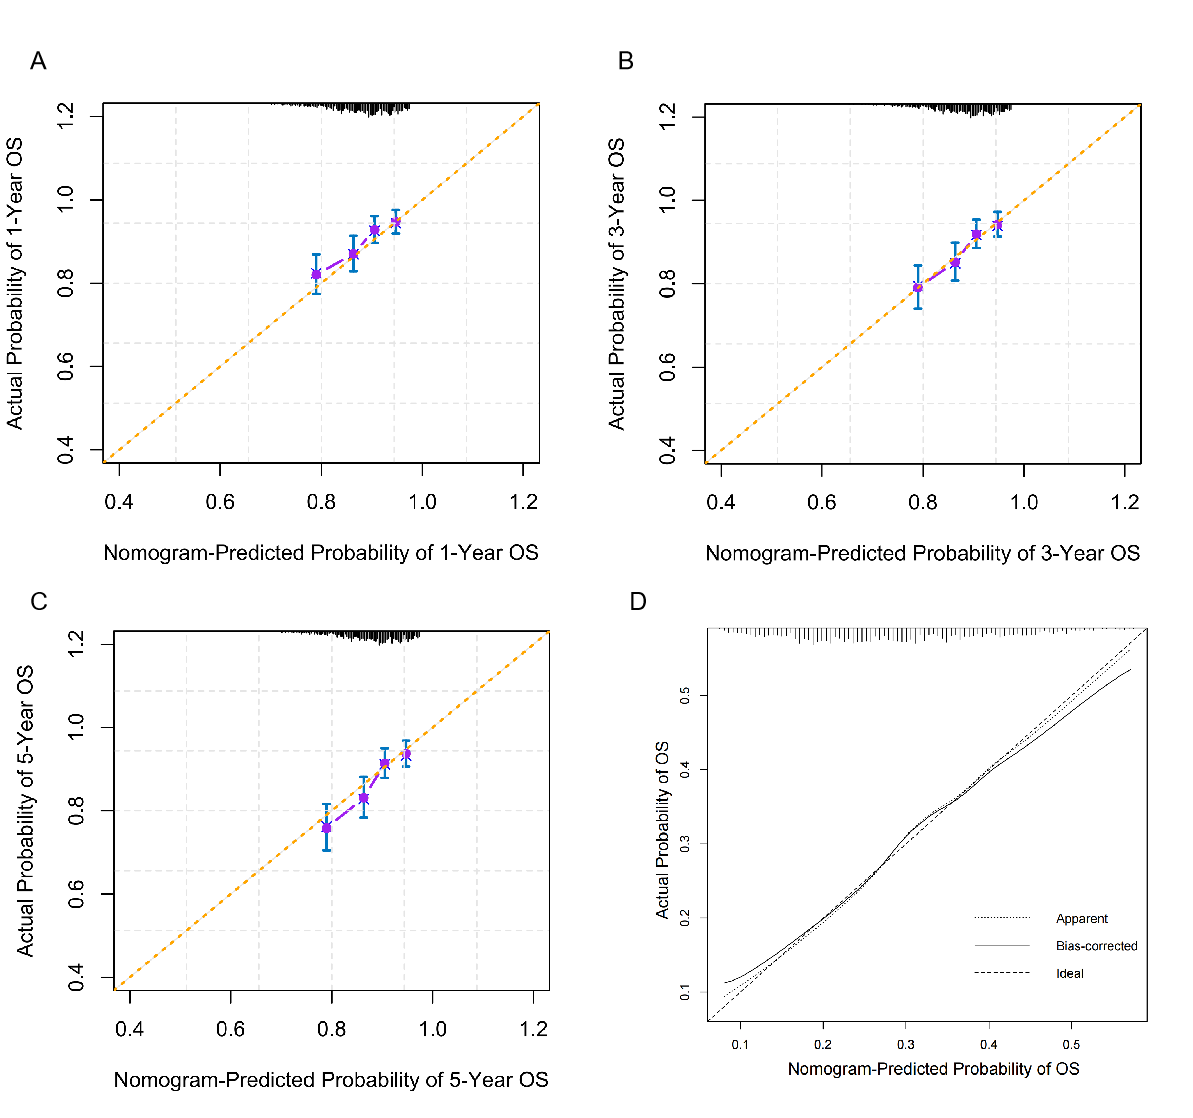 A
Actual Probability of 1-Year OS
1.2
1.0
0.8
0.6
0.4
0.4 0.6 0.8 1.0 1.2
Nomogram-Predicted Probability of 1-Year OS
B
Actual Probability of 3-Year OS
1.2
1.0
0.8
0.6
0.4
0.4 0.6 0.8 1.0 1.2
Nomogram-Predicted Probability of 3-Year OS
C
Actual Probability of 5-Year OS
1.2
1.0
0.8
0.6
0.4
0.4 0.6 0.8 1.0 1.2
Nomogram-Predicted Probability of 5-Year OS
D
Actual Probability of OS
0.5
0.4
0.3
0.2
0.1
Apparent
Bias-corrected
Ideal
0.1 0.2 0.3 0.4 0.5
Nomogram-Predicted Probability of OS